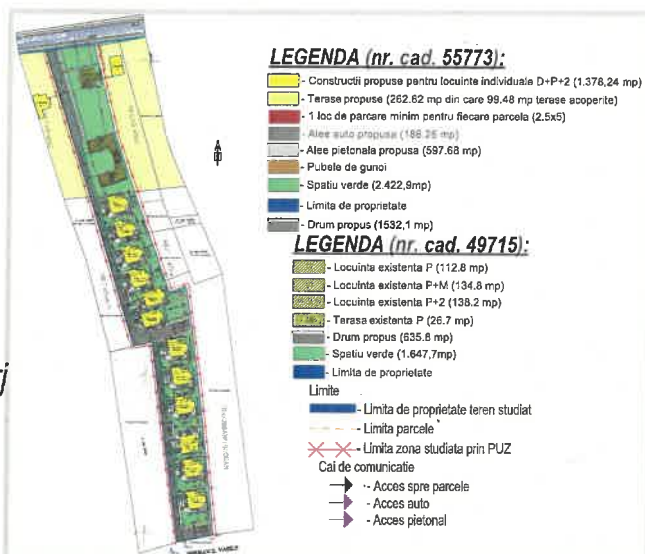 LEGENDA (nr. cad. 55773):
- Constructii propuse pentru locuinte individuale D+P+2 (1.378,24 mp)
- Terase propuse (262.62 mp din care 99.48 mp terase acoperite)
- 1 loc de parcare minim pentru fiecare parcela (2.5x5)
- Alee auto propusa (186.26 mp)
- Alee pietonala propusa (597.68 mp)
- Pubele de gunoi
- Spatiu verde (2.422,9mp)
- Limita de proprietate
- Drum propus (1532,1 mp)
LEGENDA (nr. cad. 49715):
- Locuinta existenta P (112.8 mp)
- Locuinta existenta P+M (134.8 mp)
- Locuinta existenta P+2 (138.2 mp)
- Tarasa existenta P (26.7 mp)
- Drum propus (635.8 mp)
- Spatiu verde (1.647,7mp)
- Limita de proprietate
Limite
- Limita de proprietate teren studiat
- Limita parcele
- Limita zona studiata prin PUZ
Cai de comunicatie
- Acces spre parcele
- Acces auto
- Acces pietonal